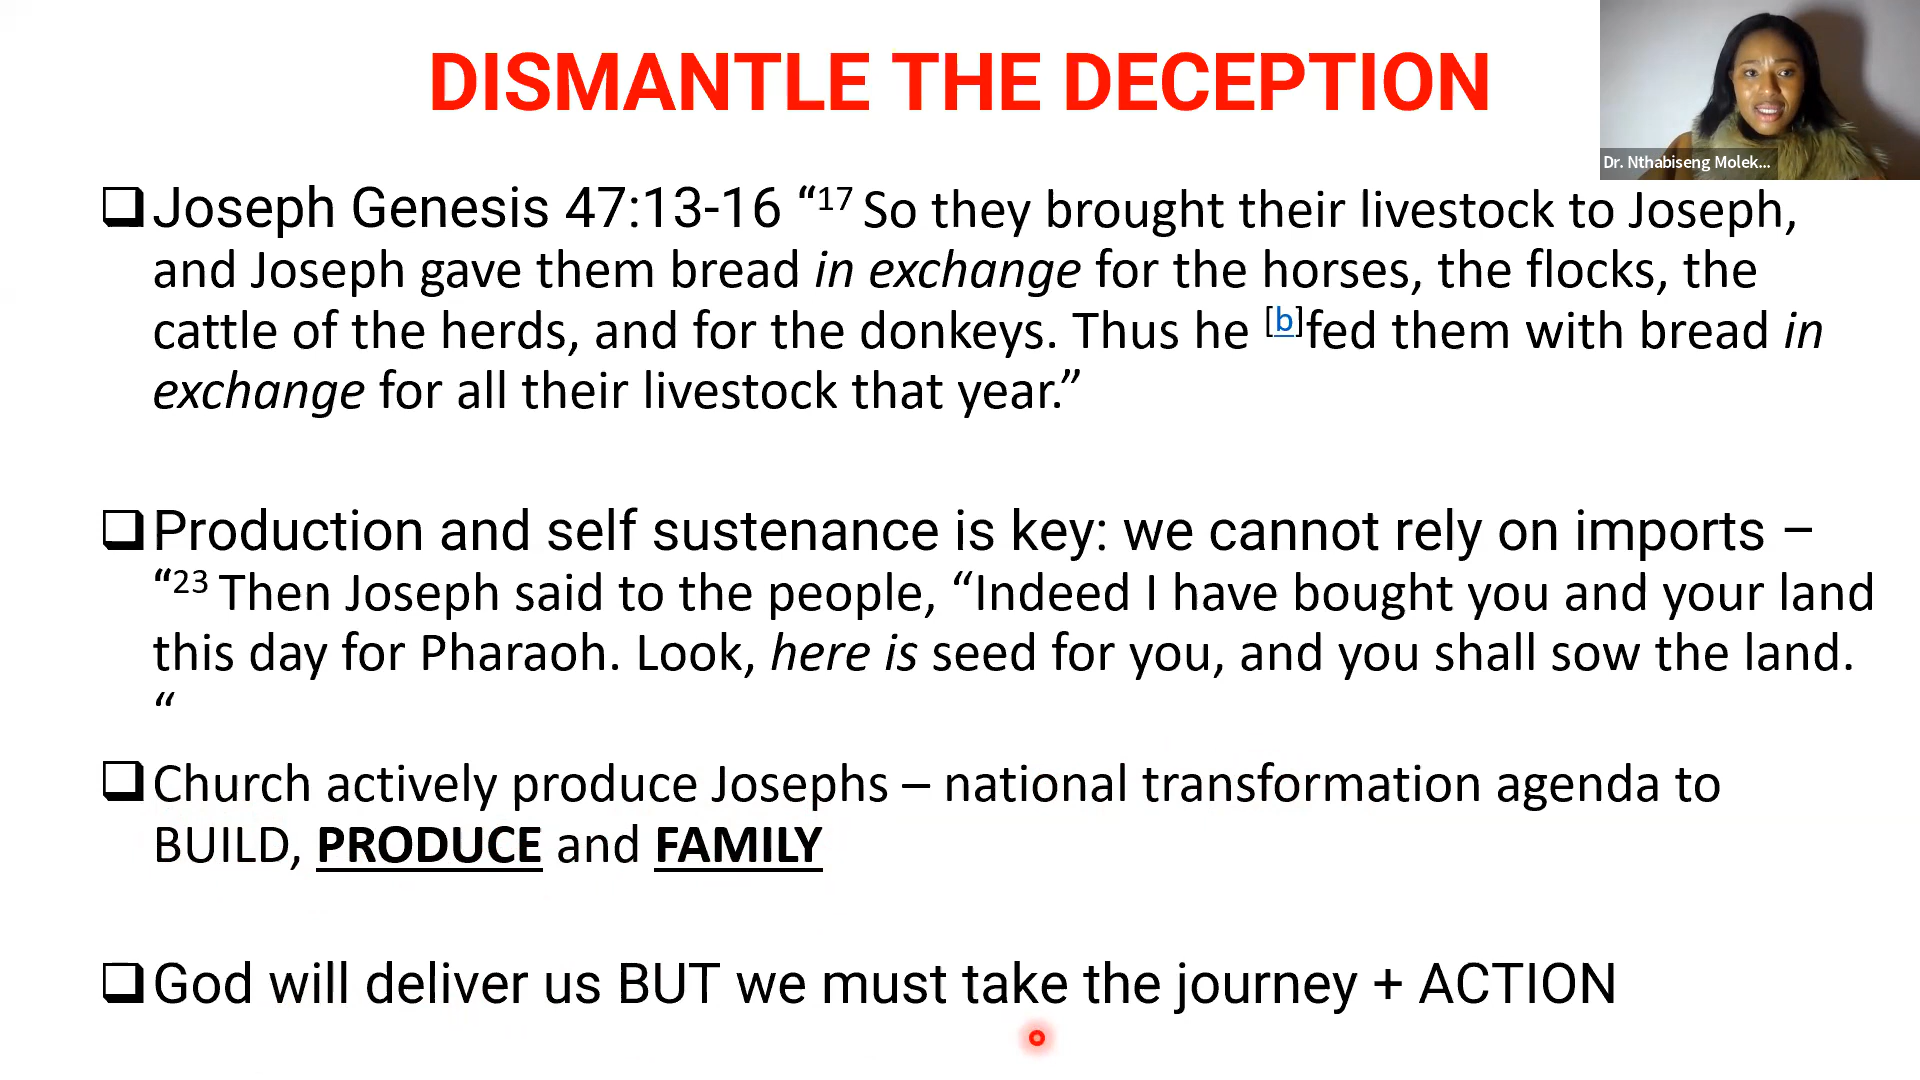 DISMANTLE THE DECEPTION
Dr. Nthabiseng Molek...
Joseph Genesis 47:13-16 “17 So they brought their livestock to Joseph,
and Joseph gave them bread in exchange for the horses, the flocks, the
cattle of the herds, and for the donkeys. Thus he [b]fed them with bread in
exchange for all their livestock that year.”
Production and self sustenance is key: we cannot rely on imports –
“23 Then Joseph said to the people, “Indeed I have bought you and your land
this day for Pharaoh. Look, here is seed for you, and you shall sow the land.
“
Church actively produce Josephs – national transformation agenda to
BUILD, PRODUCE and FAMILY
God will deliver us BUT we must take the journey + ACTION